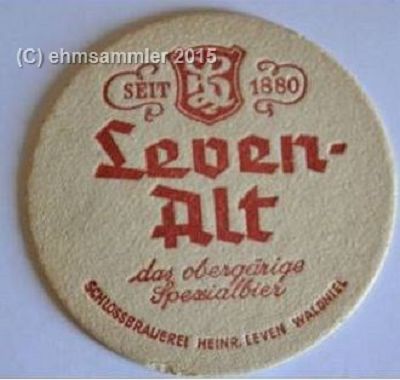 (C) ehmsammler 2015
SEIT 1880
Leven-
Alt
das obergärige
Spezialbier
SCHLOSSBRAUEREI HEINR. LEVEN WALDNIEL